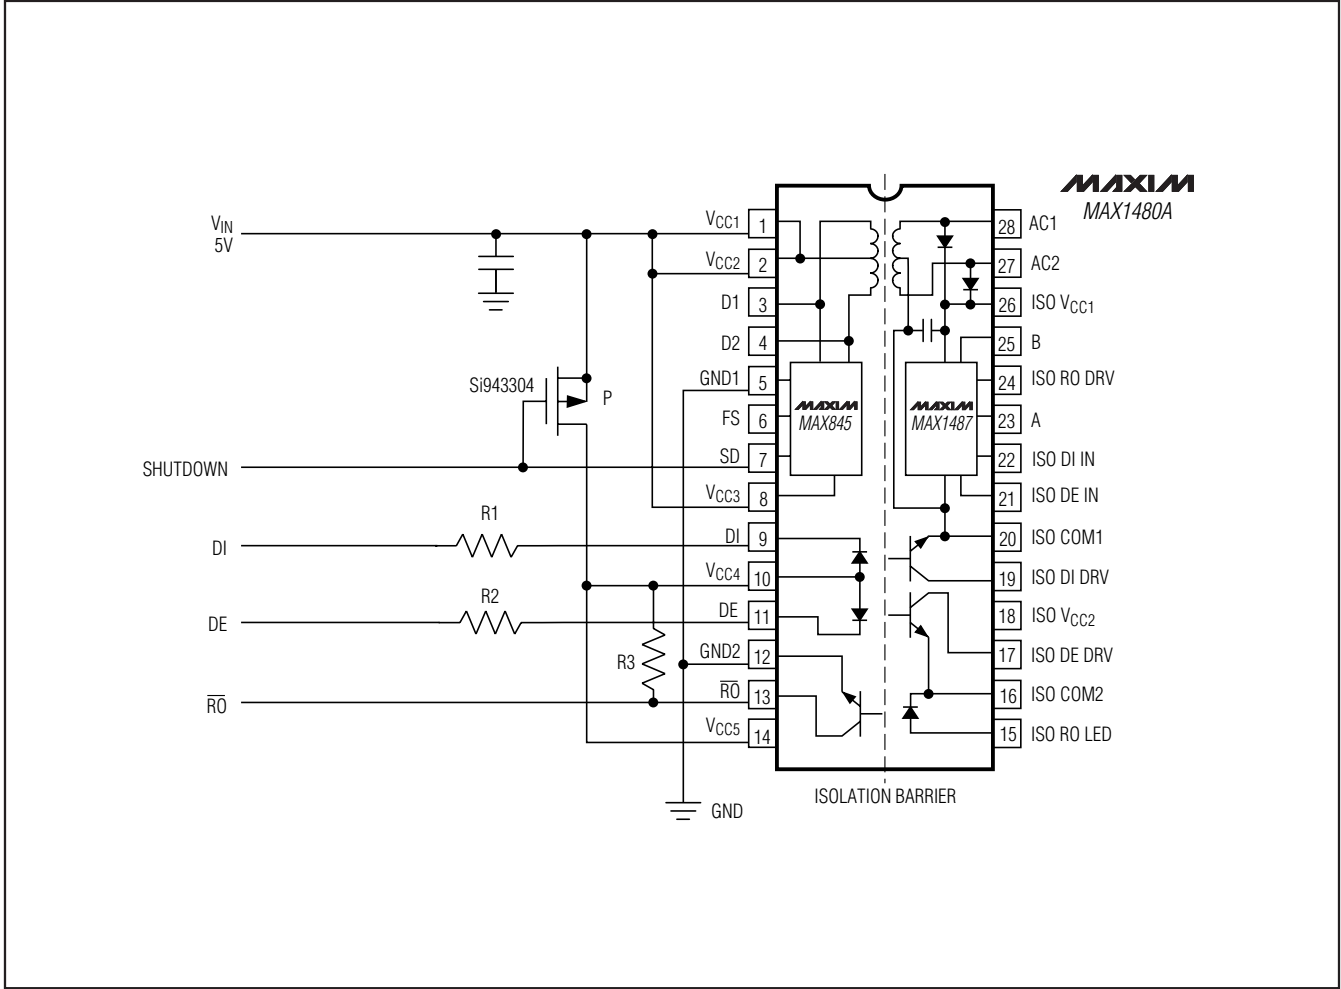 MAXIM
MAX1480A
VIN
5V
VCC1
1
28
AC1
VCC2
2
27
AC2
D1
3
26
ISO VCC1
D2
4
25
B
GND1
5
24
ISO RO DRV
Si943304
P
MAXIM
MAX845
MAXIM
MAX1487
FS
6
23
A
SHUTDOWN
SD
7
22
ISO DI IN
VCC3
8
21
ISO DE IN
R1
DI
DI
9
20
ISO COM1
VCC4
10
19
ISO DI DRV
R2
DE
DE
11
18
ISO VCC2
R3
GND2
12
17
ISO DE DRV
R̅O̅
R̅O̅
13
16
ISO COM2
VCC5
14
15
ISO RO LED
ISOLATION BARRIER
GND